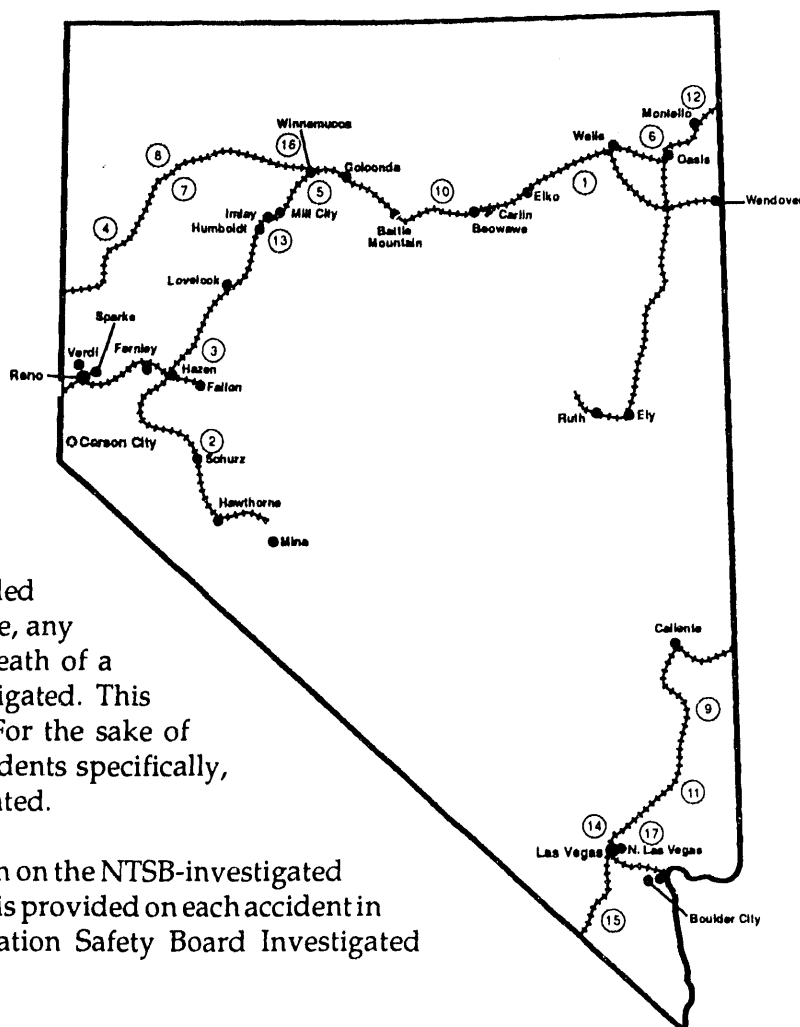 12
Montello
Winnemucca
16
8
7
Golconda
5
Wells
6
Oasis
1
Elko
10
Carlin
Beowawe
Battle
Mountain
Wendover
Imlay
Mill City
Humboldt
13
4
Lovelock
Sparks
Verdi
Fernley
3
Reno
Hazen
Fallon
Carson City
2
Schurz
Ruth
Ely
Hawthorne
Mina
led
e, any
eath of a
igated. This
For the sake of
dents specifically,
ated.
n on the NTSB-investigated
is provided on each accident in
ation Safety Board Investigated
Caliente
9
11
14
17
Las Vegas
N. Las Vegas
15
Boulder City